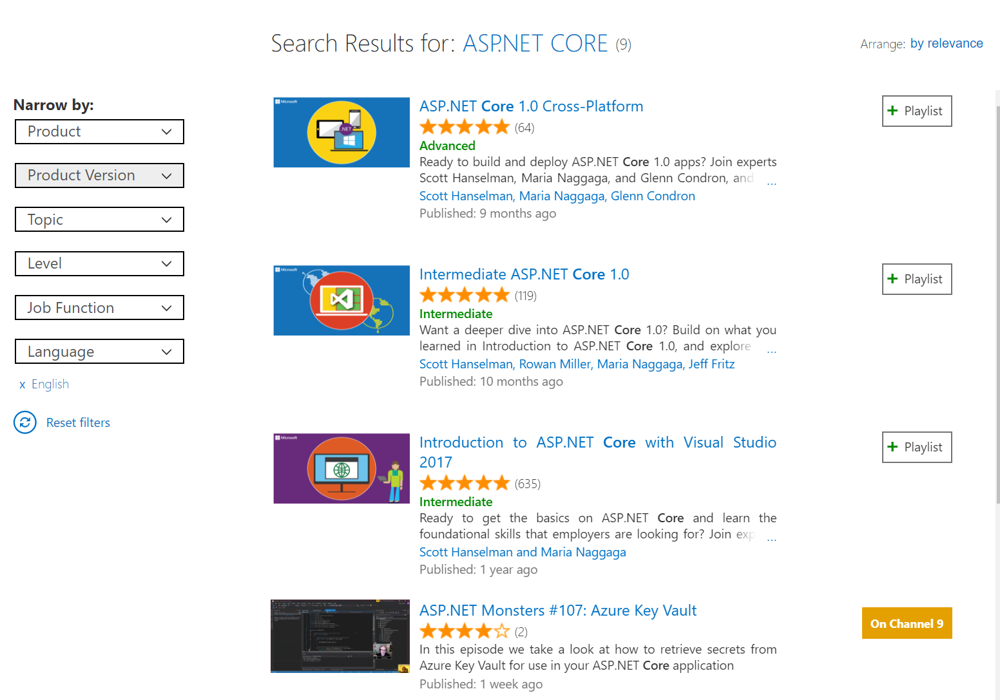 Search Results for: ASP.NET CORE (9)
Arrange: by relevance
Narrow by:
Product
Product Version
Topic
Level
Job Function
Language
x English
Reset filters
Microsoft
ASP.NET Core 1.0 Cross-Platform
(64)
Advanced
Ready to build and deploy ASP.NET Core 1.0 apps? Join experts
Scott Hanselman, Maria Naggaga, and Glenn Condron, and ...
Scott Hanselman, Maria Naggaga, Glenn Condron
Published: 9 months ago
+ Playlist
.NET
Microsoft
Intermediate ASP.NET Core 1.0
(119)
Intermediate
Want a deeper dive into ASP.NET Core 1.0? Build on what you
learned in Introduction to ASP.NET Core 1.0, and explore ...
Scott Hanselman, Rowan Miller, Maria Naggaga, Jeff Fritz
Published: 10 months ago
+ Playlist
Microsoft
Introduction to ASP.NET Core with Visual Studio
2017
(635)
Intermediate
Ready to get the basics on ASP.NET Core and learn the
foundational skills that employers are looking for? Join exp ...
Scott Hanselman and Maria Naggaga
Published: 1 year ago
+ Playlist
ASP.NET Monsters #107: Azure Key Vault
(2)
In this episode we take a look at how to retrieve secrets from
Azure Key Vault for use in your ASP.NET Core application
Published: 1 week ago
On Channel 9